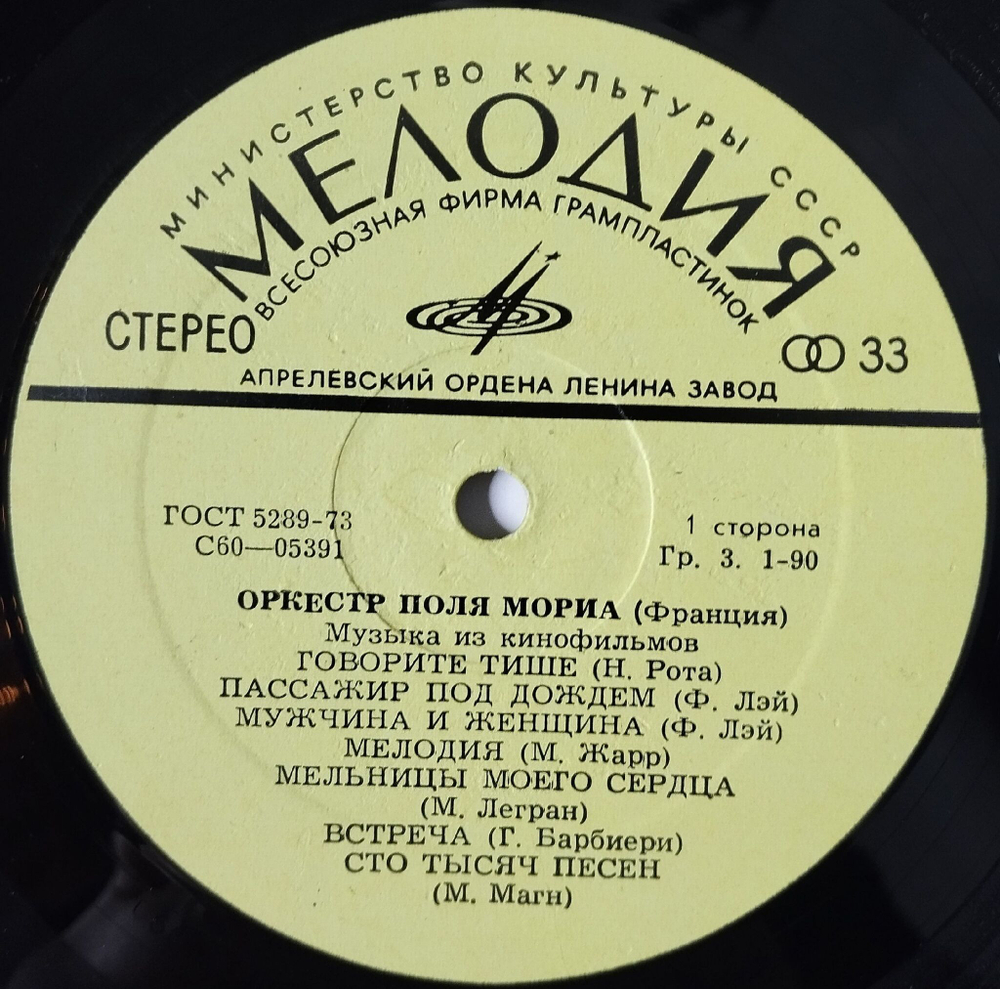 МИНИСТЕРСТВО КУЛЬТУРЫ СССР
МЕЛОДИЯ
ВСЕСОЮЗНАЯ ФИРМА ГРАМПЛАСТИНОК
СТЕРЕО
33
АПРЕЛЕВСКИЙ ОРДЕНА ЛЕНИНА ЗАВОД
ГОСТ 5289-73
С60—05391
1 сторона
Гр. 3. 1-90
ОРКЕСТР ПОЛЯ МОРИА (Франция)
Музыка из кинофильмов
ГОВОРИТЕ ТИШЕ (Н. Рота)
ПАССАЖИР ПОД ДОЖДЕМ (Ф. Лэй)
МУЖЧИНА И ЖЕНЩИНА (Ф. Лэй)
МЕЛОДИЯ (М. Жарр)
МЕЛЬНИЦЫ МОЕГО СЕРДЦА
(М. Легран)
ВСТРЕЧА (Г. Барбиери)
СТО ТЫСЯЧ ПЕСЕН
(М. Магн)